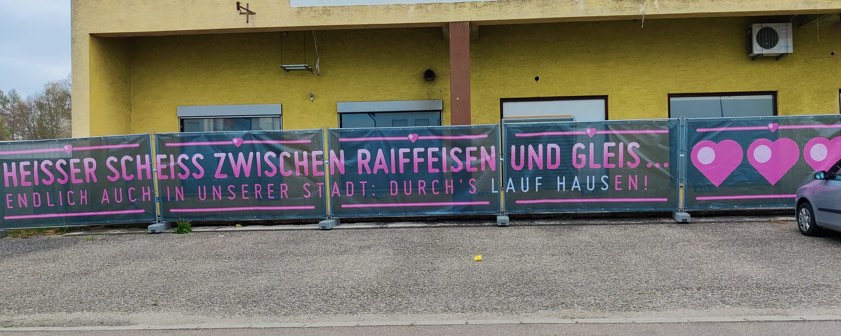 HEISSER SCHEISS ZWISCHEN RAIFFEISEN UND GLEIS...
ENDLICH AUCH IN UNSERER STADT: DURCH'S LAUF HAUSEN!